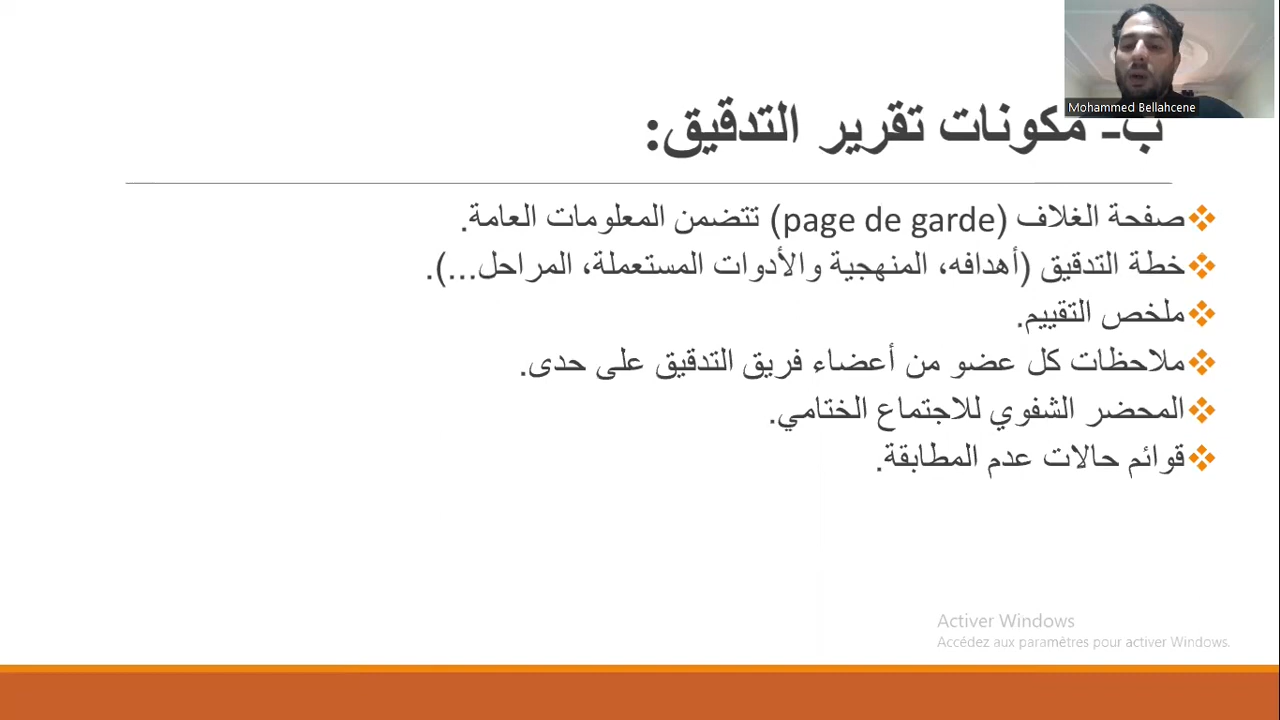 Mohammed Bellahcene
ب- مكونات تقرير التدقيق:
صفحة الغلاف (page de garde) تتضمن المعلومات العامة.
خطة التدقيق (أهدافه، المنهجية والأدوات المستعملة، المراحل...).
ملخص التقييم.
ملاحظات كل عضو من أعضاء فريق التدقيق على حدى.
المحضر الشفوي للاجتماع الختامي.
قوائم حالات عدم المطابقة.
Activer Windows
Accédez aux paramètres pour activer Windows.